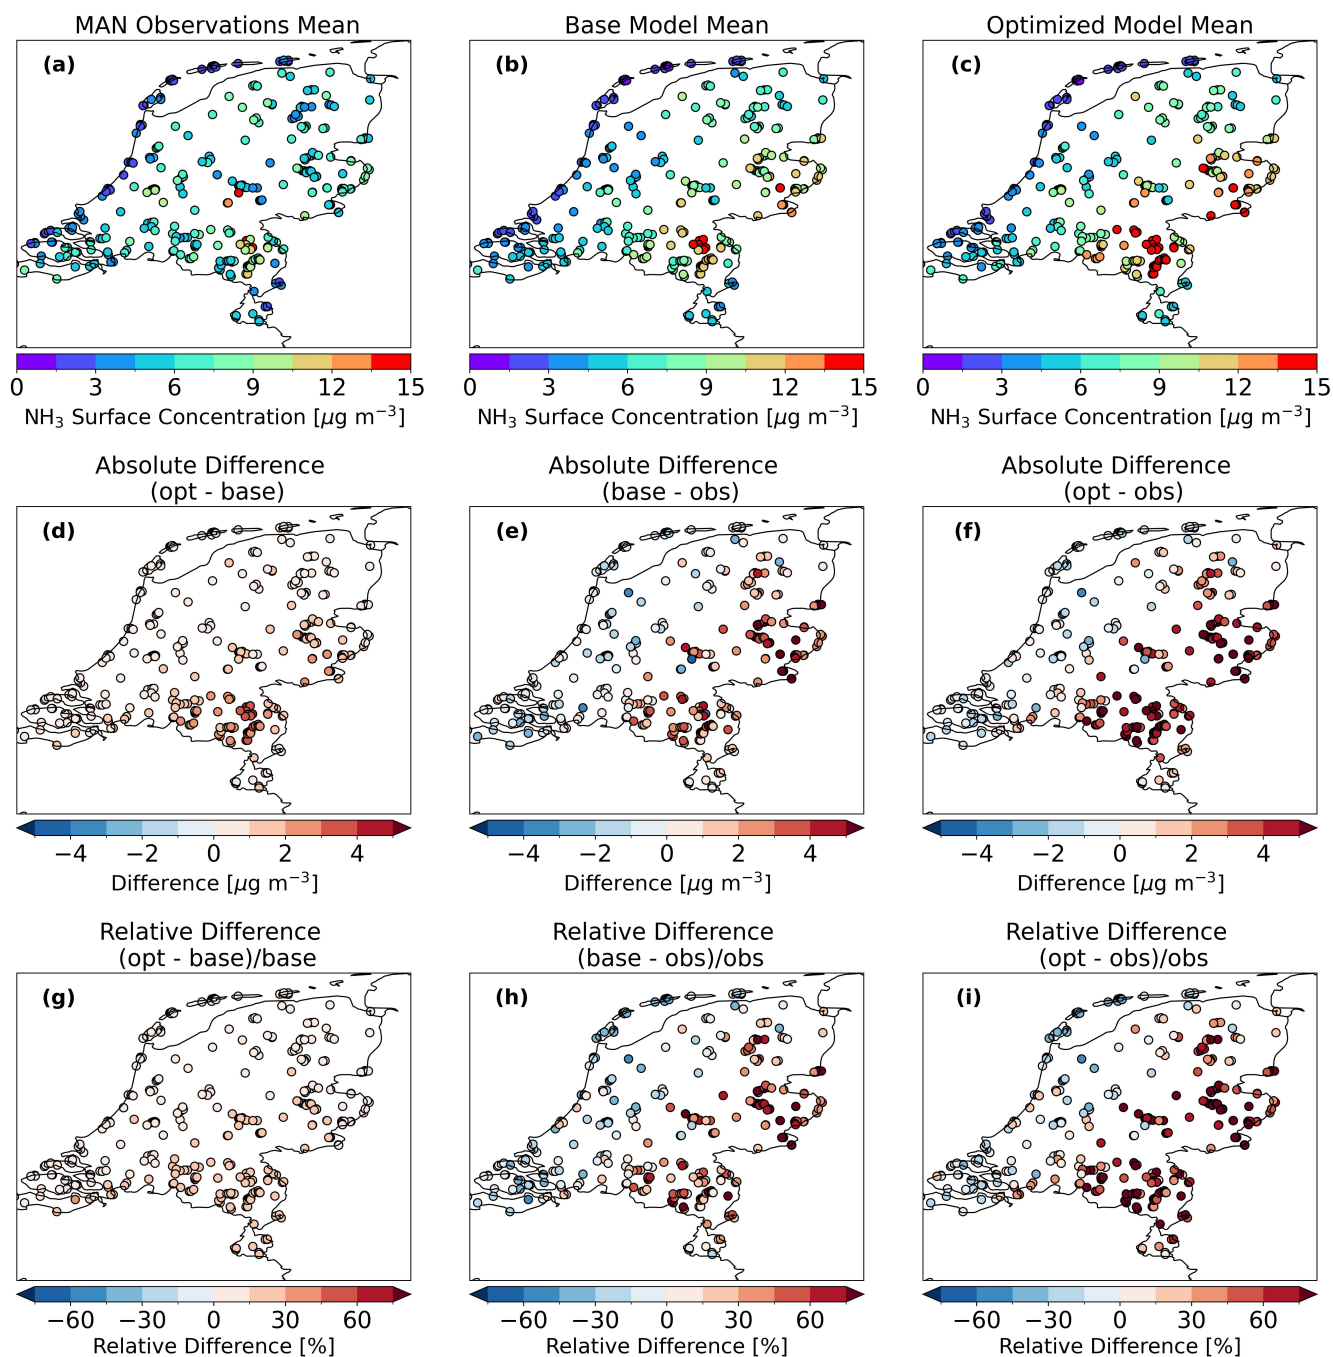 MAN Observations Mean
Base Model Mean
Optimized Model Mean
(a)
(b)
(c)
0 3 6 9 12 15
0 3 6 9 12 15
0 3 6 9 12 15
NH₃ Surface Concentration [μg m⁻³]
NH₃ Surface Concentration [μg m⁻³]
NH₃ Surface Concentration [μg m⁻³]
Absolute Difference
(opt - base)
Absolute Difference
(base - obs)
Absolute Difference
(opt - obs)
(d)
(e)
(f)
−4 −2 0 2 4
−4 −2 0 2 4
−4 −2 0 2 4
Difference [μg m⁻³]
Difference [μg m⁻³]
Difference [μg m⁻³]
Relative Difference
(opt - base)/base
Relative Difference
(base - obs)/obs
Relative Difference
(opt - obs)/obs
(g)
(h)
(i)
−60 −30 0 30 60
−60 −30 0 30 60
−60 −30 0 30 60
Relative Difference [%]
Relative Difference [%]
Relative Difference [%]